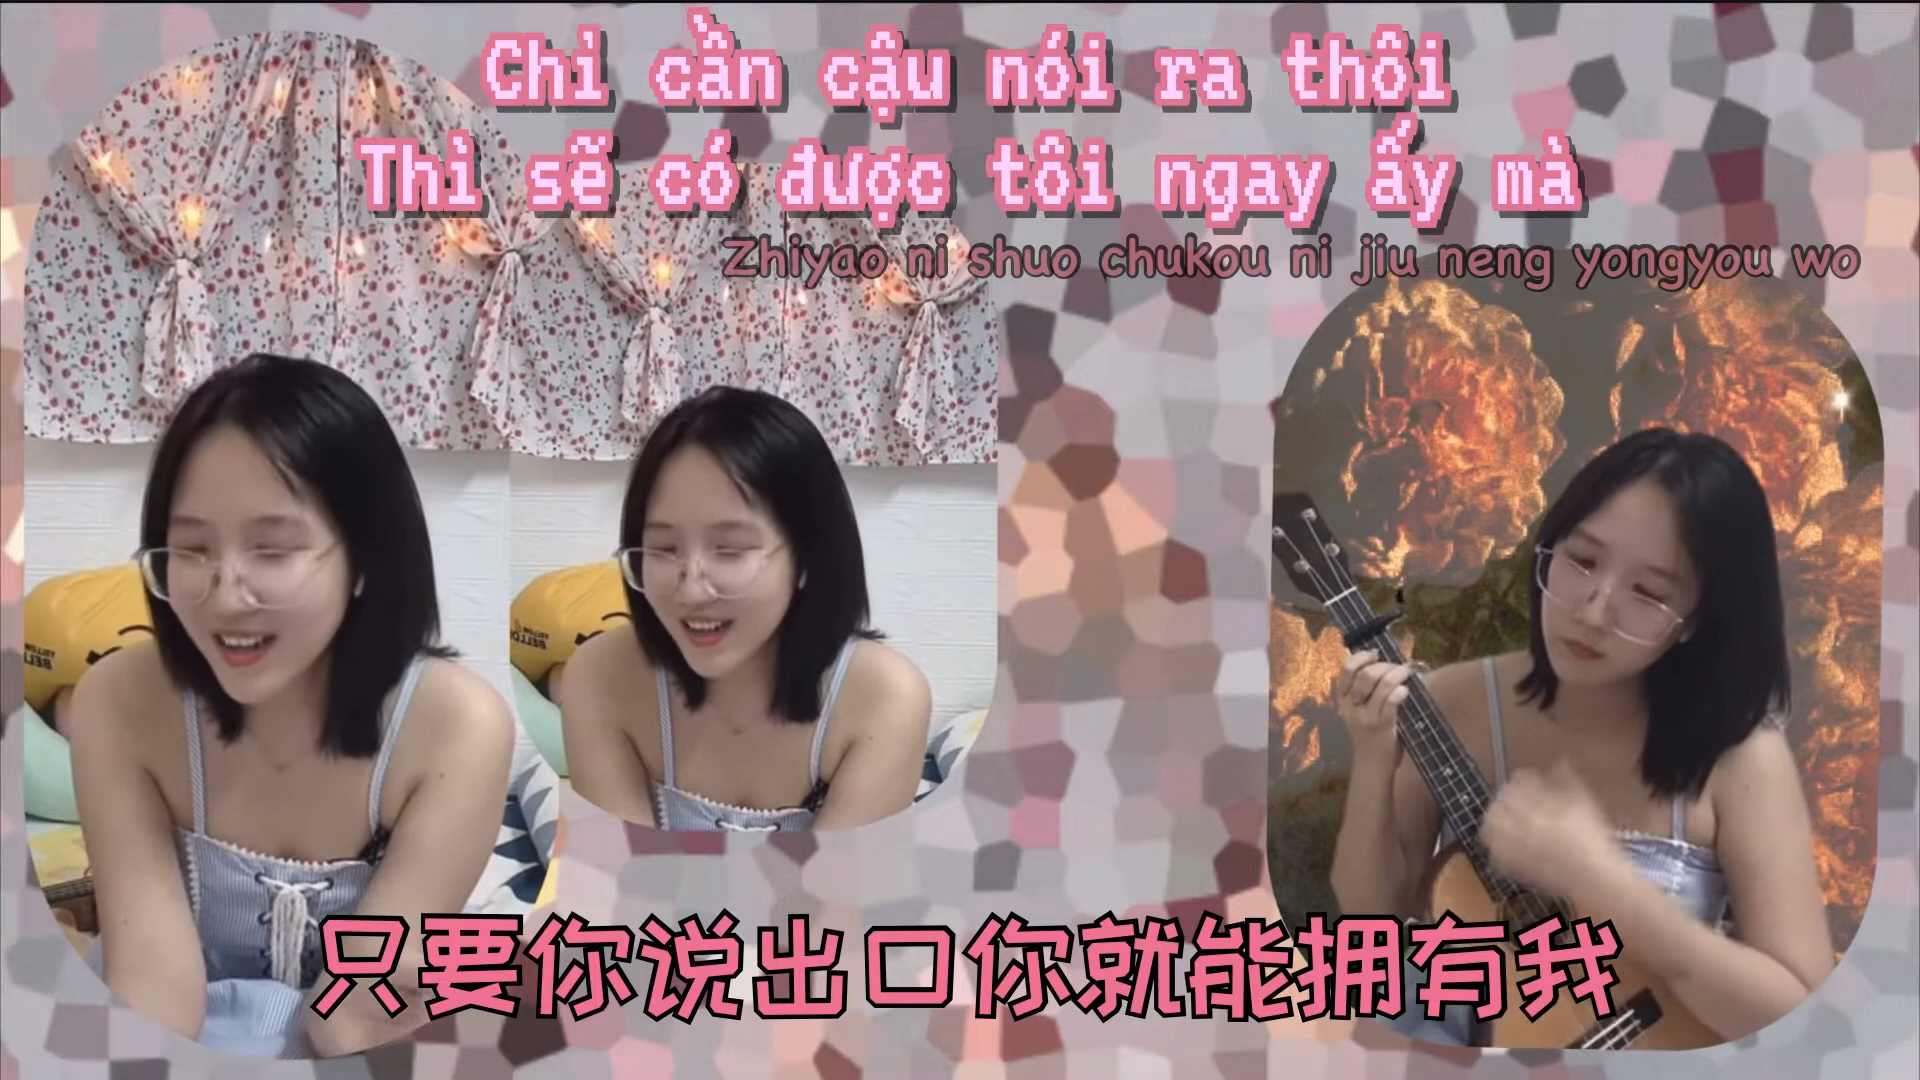 Chỉ cần cậu nói ra thôi
Thì sẽ có được tôi ngay ấy mà
Zhiyao ni shuo chukou ni jiu neng yongyou wo
只要你说出口你就能拥有我